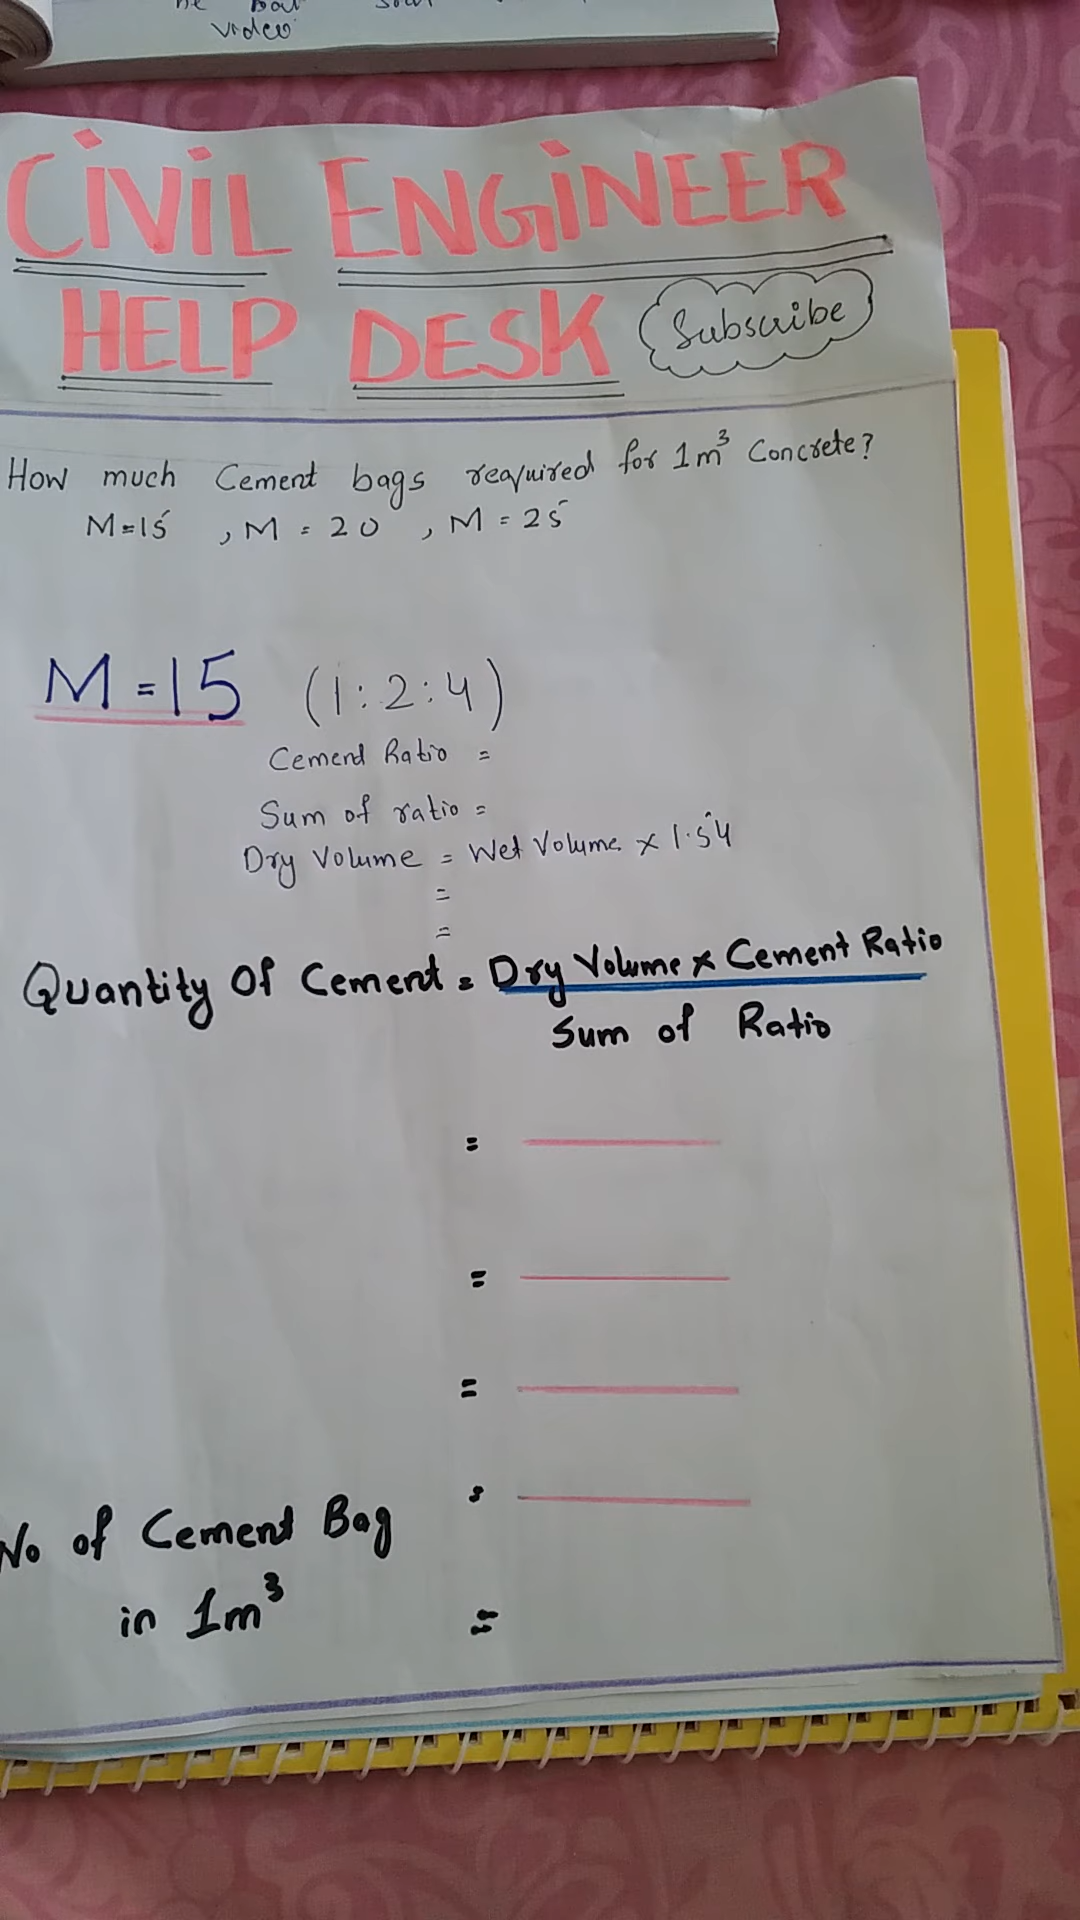 video
CIVIL ENGINEER
HELP DESK
Subscribe
How much Cement bags required for 1m³ Concrete?
M=15 , M = 20 , M = 25
M=15 (1:2:4)
Cement Ratio =
Sum of ratio =
Dry Volume = Wet Volume x 1.54
=
=
Quantity Of Cement = Dry Volume x Cement Ratio
Sum of Ratio
=
=
=
=
No of Cement Bag
in 1m³ =